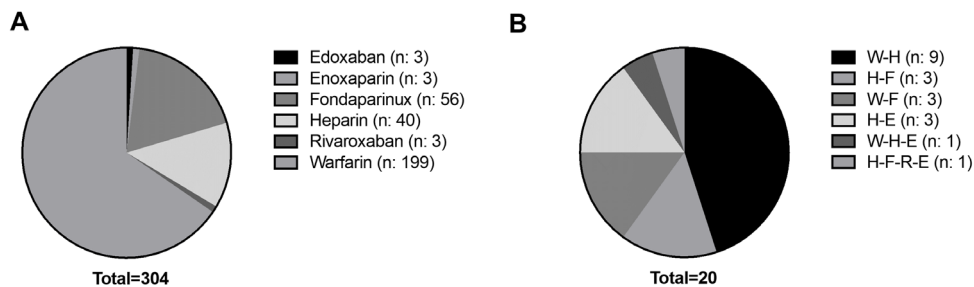 A
Edoxaban (n: 3)
Enoxaparin (n: 3)
Fondaparinux (n: 56)
Heparin (n: 40)
Rivaroxaban (n: 3)
Warfarin (n: 199)
Total=304
B
W-H (n: 9)
H-F (n: 3)
W-F (n: 3)
H-E (n: 3)
W-H-E (n: 1)
H-F-R-E (n: 1)
Total=20